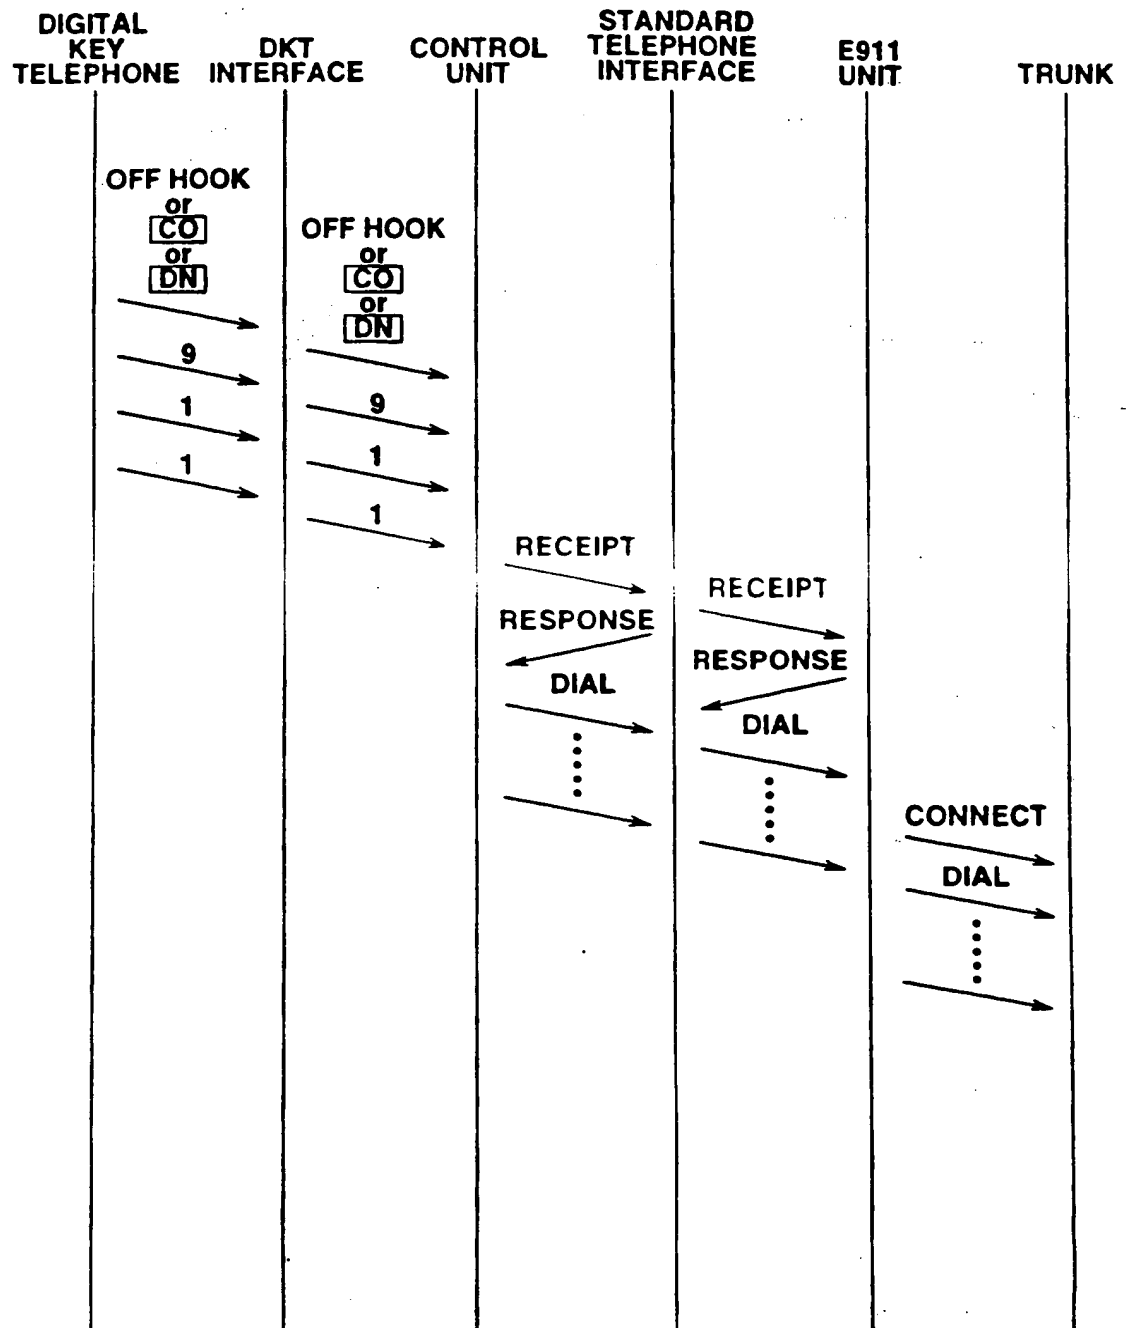 DIGITAL
KEY
TELEPHONE
DKT
INTERFACE
CONTROL
UNIT
STANDARD
TELEPHONE
INTERFACE
E911
UNIT
TRUNK
OFF HOOK
or
CO
or
DN
OFF HOOK
or
CO
or
DN
9
1
1
9
1
1
RECEIPT
RECEIPT
RESPONSE
RESPONSE
DIAL
DIAL
CONNECT
DIAL